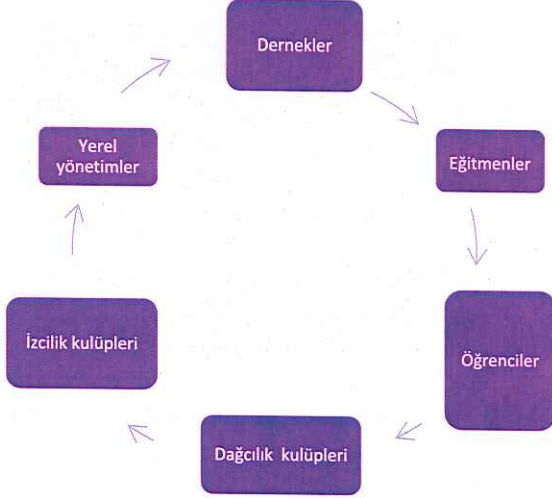 Dernekler
Eğitmenler
Öğrenciler
Dağcılık kulüpleri
İzcilik kulüpleri
Yerel
yönetimler